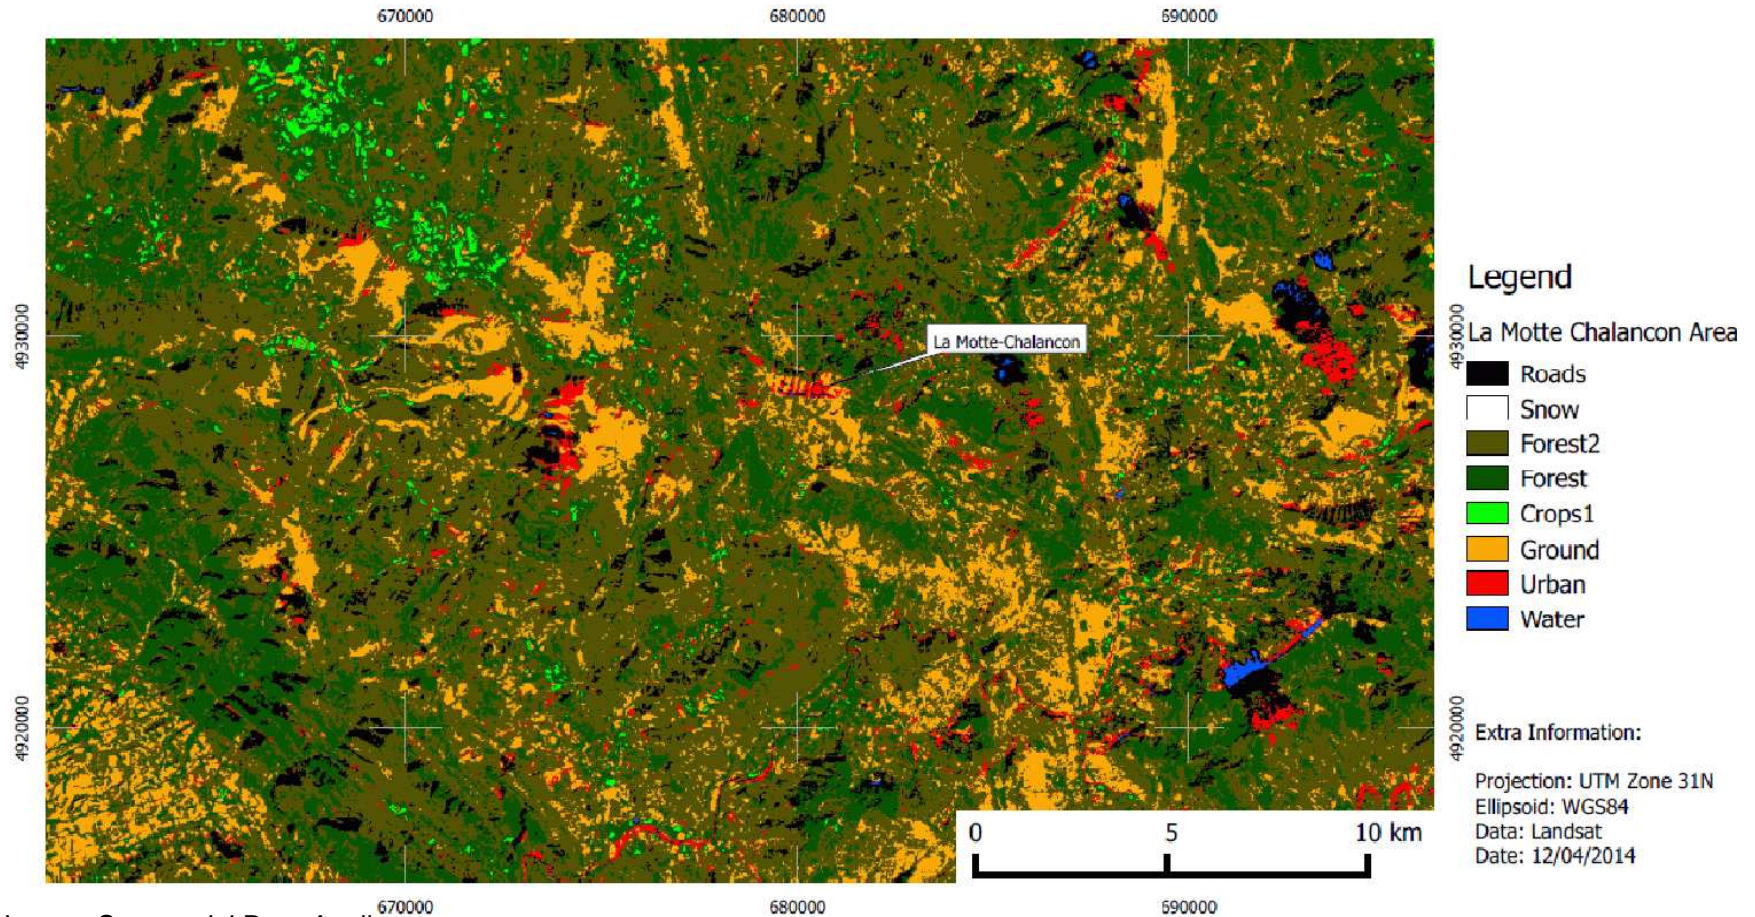 670000 680000 690000
4930000
4920000
La Motte-Chalancon
4930000
4920000
Legend
La Motte Chalancon Area
Roads
Snow
Forest2
Forest
Crops1
Ground
Urban
Water
Extra Information:
Projection: UTM Zone 31N
Ellipsoid: WGS84
Data: Landsat
Date: 12/04/2014
0 5 10 km
670000 680000 690000